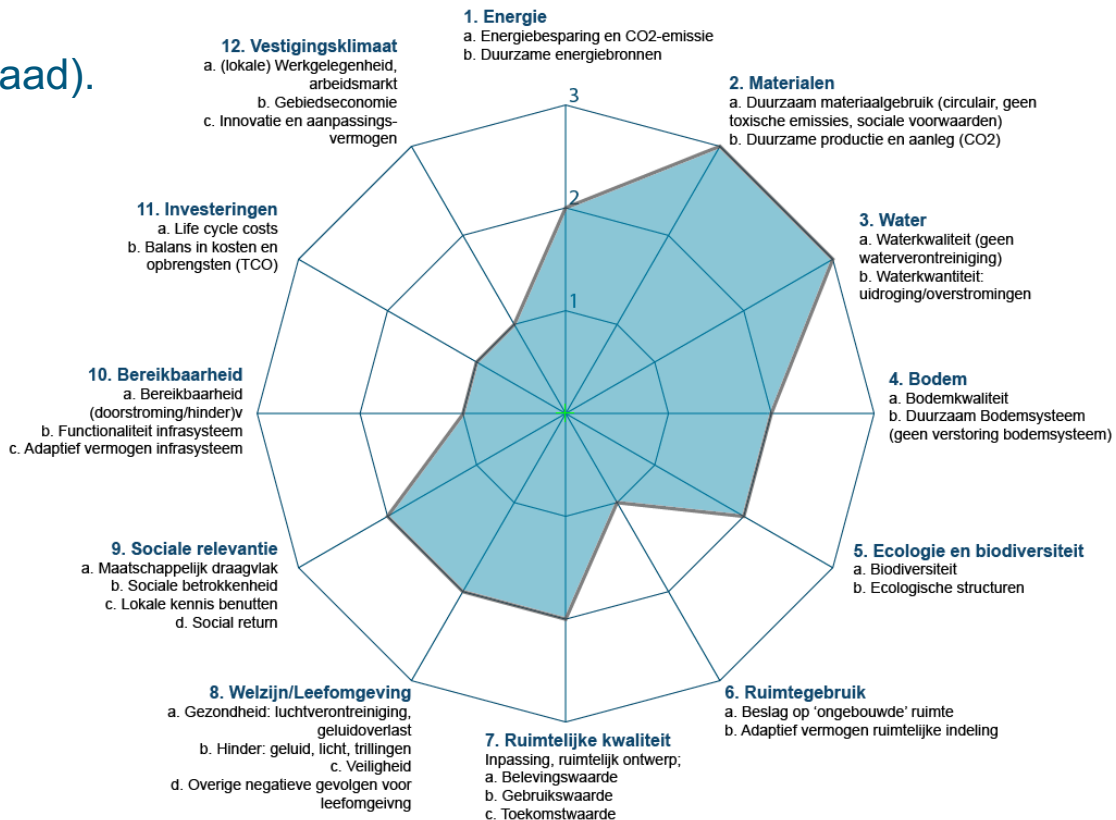 aad).
1. Energie
a. Energiebesparing en CO2-emissie
b. Duurzame energiebronnen
2. Materialen
a. Duurzaam materiaalgebruik (circulair, geen
toxische emissies, sociale voorwaarden)
b. Duurzame productie en aanleg (CO2)
3. Water
a. Waterkwaliteit (geen
waterverontreiniging)
b. Waterkwantiteit:
uidroging/overstromingen
4. Bodem
a. Bodemkwaliteit
b. Duurzaam Bodemsysteem
(geen verstoring bodemsysteem)
5. Ecologie en biodiversiteit
a. Biodiversiteit
b. Ecologische structuren
6. Ruimtegebruik
a. Beslag op ‘ongebouwde’ ruimte
b. Adaptief vermogen ruimtelijke indeling
7. Ruimtelijke kwaliteit
Inpassing, ruimtelijk ontwerp;
a. Belevingswaarde
b. Gebruikswaarde
c. Toekomstwaarde
8. Welzijn/Leefomgeving
a. Gezondheid: luchtverontreiniging,
geluidoverlast
b. Hinder: geluid, licht, trillingen
c. Veiligheid
d. Overige negatieve gevolgen voor
leefomgeivng
9. Sociale relevantie
a. Maatschappelijk draagvlak
b. Sociale betrokkenheid
c. Lokale kennis benutten
d. Social return
10. Bereikbaarheid
a. Bereikbaarheid
(doorstroming/hinder)v
b. Functionaliteit infrasysteem
c. Adaptief vermogen infrasysteem
11. Investeringen
a. Life cycle costs
b. Balans in kosten en
opbrengsten (TCO)
12. Vestigingsklimaat
a. (lokale) Werkgelegenheid,
arbeidsmarkt
b. Gebiedseconomie
c. Innovatie en aanpassings-
vermogen
3
2
1